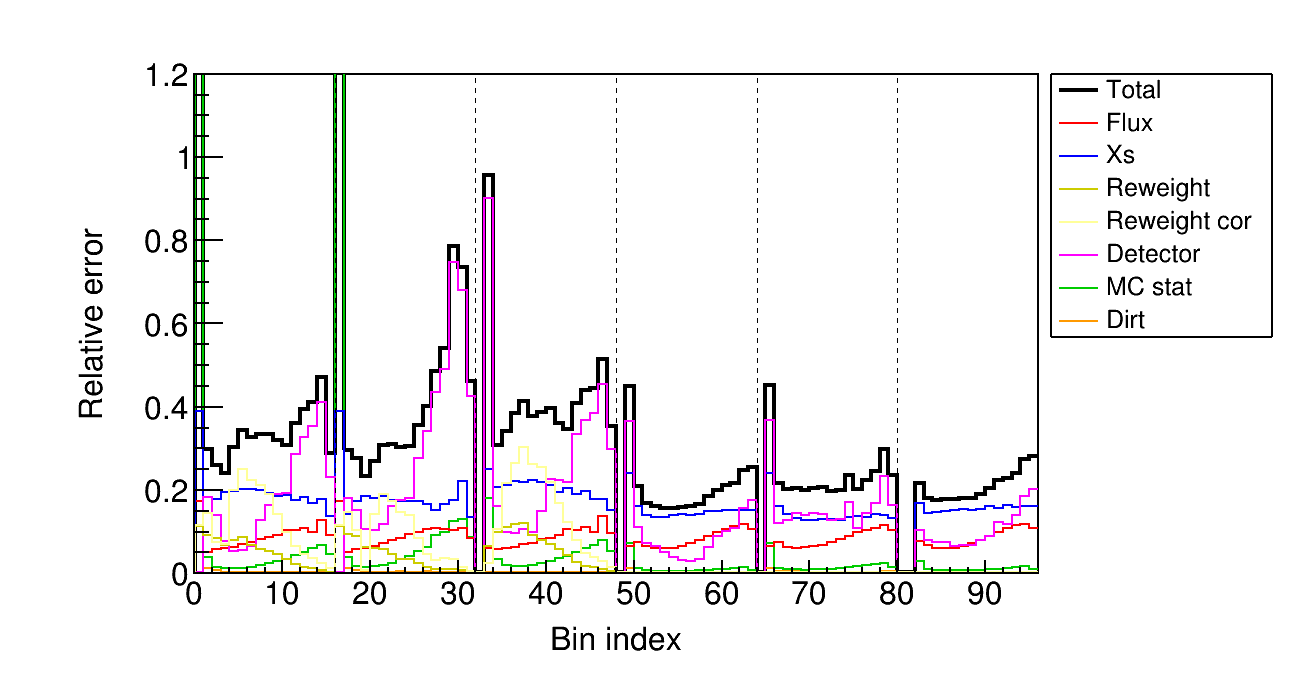 1.2
1
0.8
0.6
0.4
0.2
0
Relative error
0 10 20 30 40 50 60 70 80 90
Bin index
Total
Flux
Xs
Reweight
Reweight cor
Detector
MC stat
Dirt